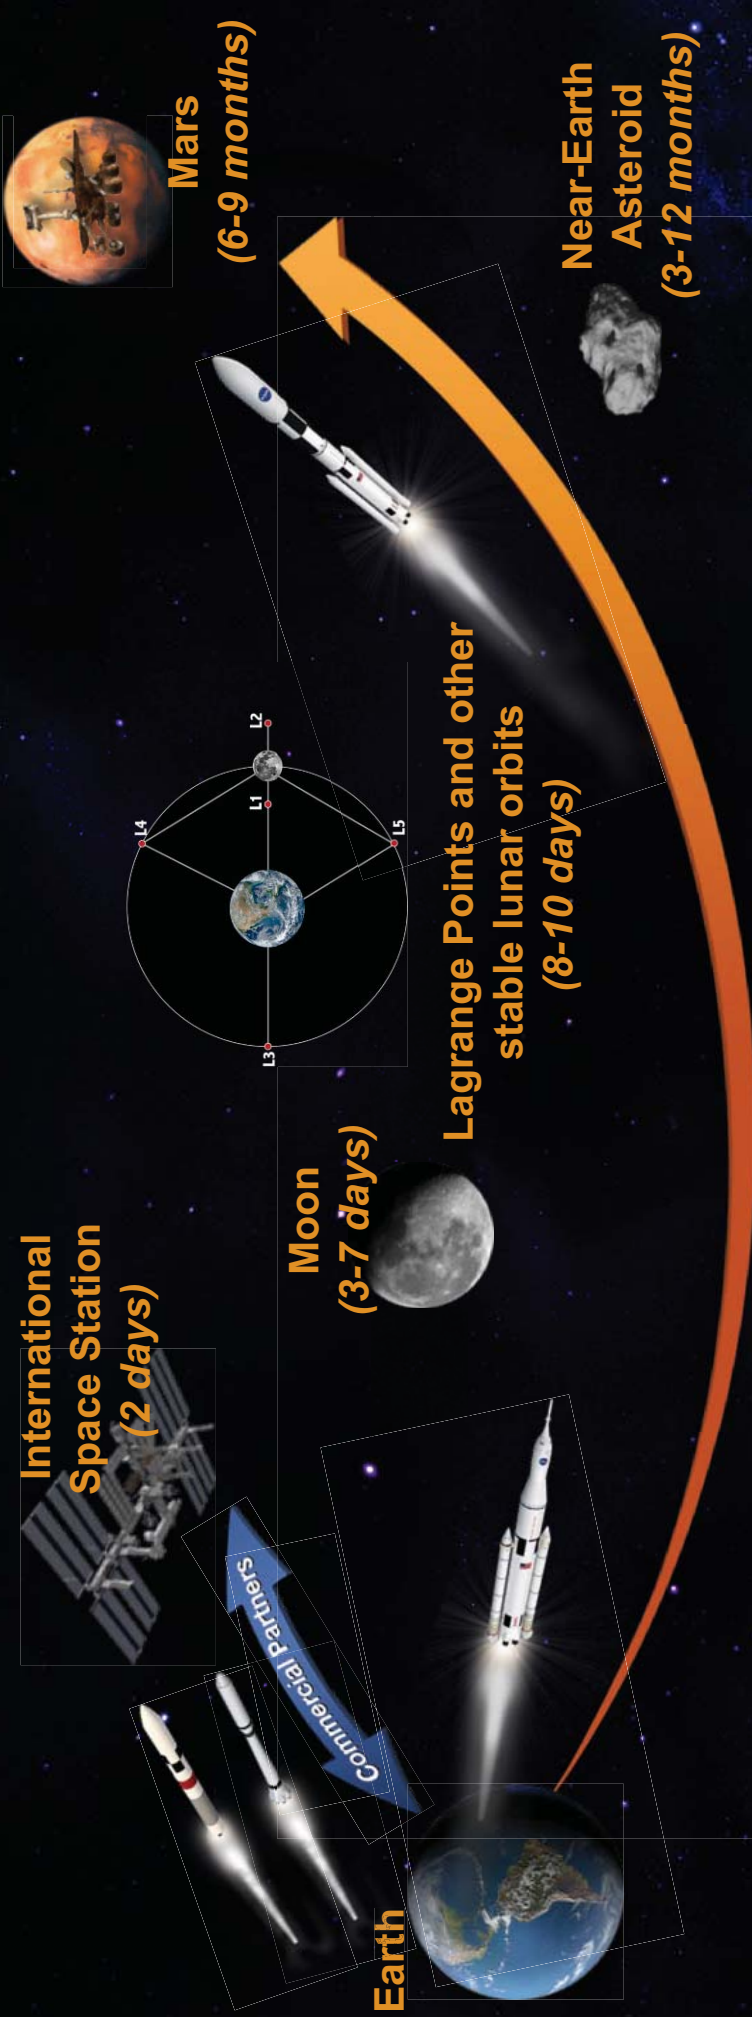 Earth
Commercial Partners
International
Space Station
(2 days)
Moon
(3-7 days)
L3
L4
L5
L1
L2
Lagrange Points and other
stable lunar orbits
(8-10 days)
Near-Earth
Asteroid
(3-12 months)
Mars
(6-9 months)